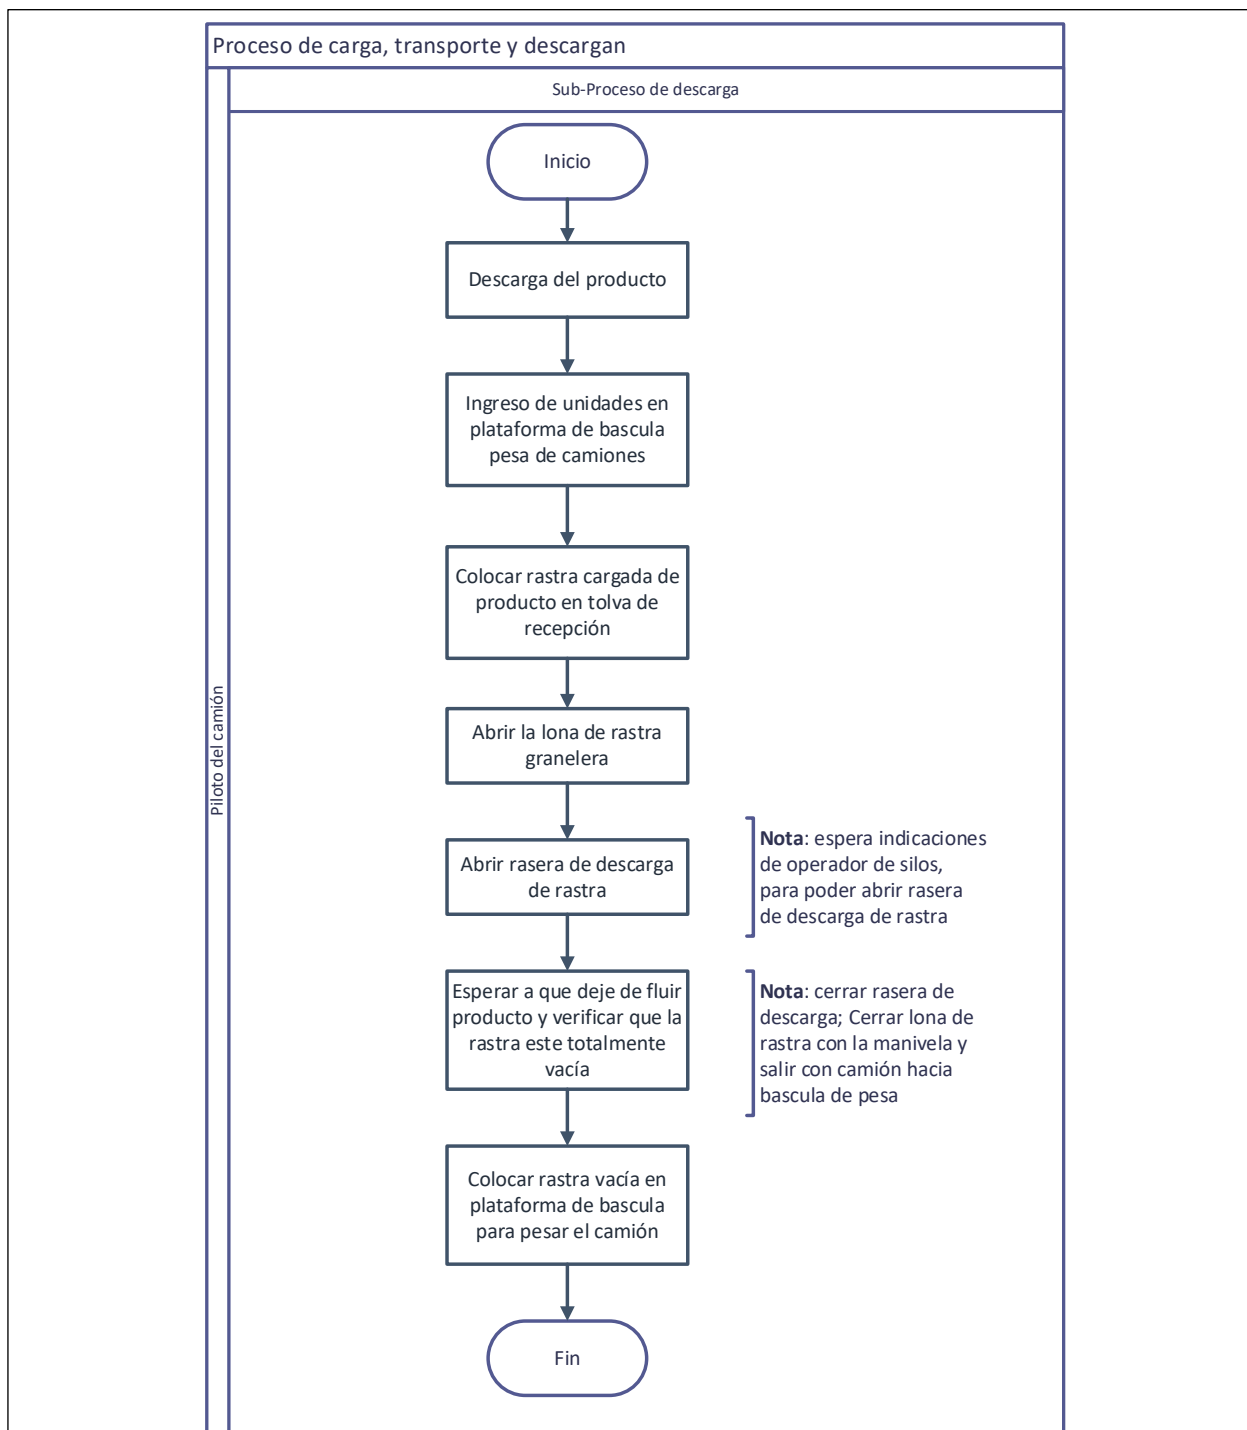 Proceso de carga, transporte y descargan
Sub-Proceso de descarga
Piloto del camión
Inicio
Descarga del producto
Ingreso de unidades en
plataforma de bascula
pesa de camiones
Colocar rastra cargada de
producto en tolva de
recepción
Abrir la lona de rastra
granelera
Abrir rasera de descarga
de rastra
Nota: espera indicaciones
de operador de silos,
para poder abrir rasera
de descarga de rastra
Esperar a que deje de fluir
producto y verificar que la
rastra este totalmente
vacía
Nota: cerrar rasera de
descarga; Cerrar lona de
rastra con la manivela y
salir con camión hacia
bascula de pesa
Colocar rastra vacía en
plataforma de bascula
para pesar el camión
Fin